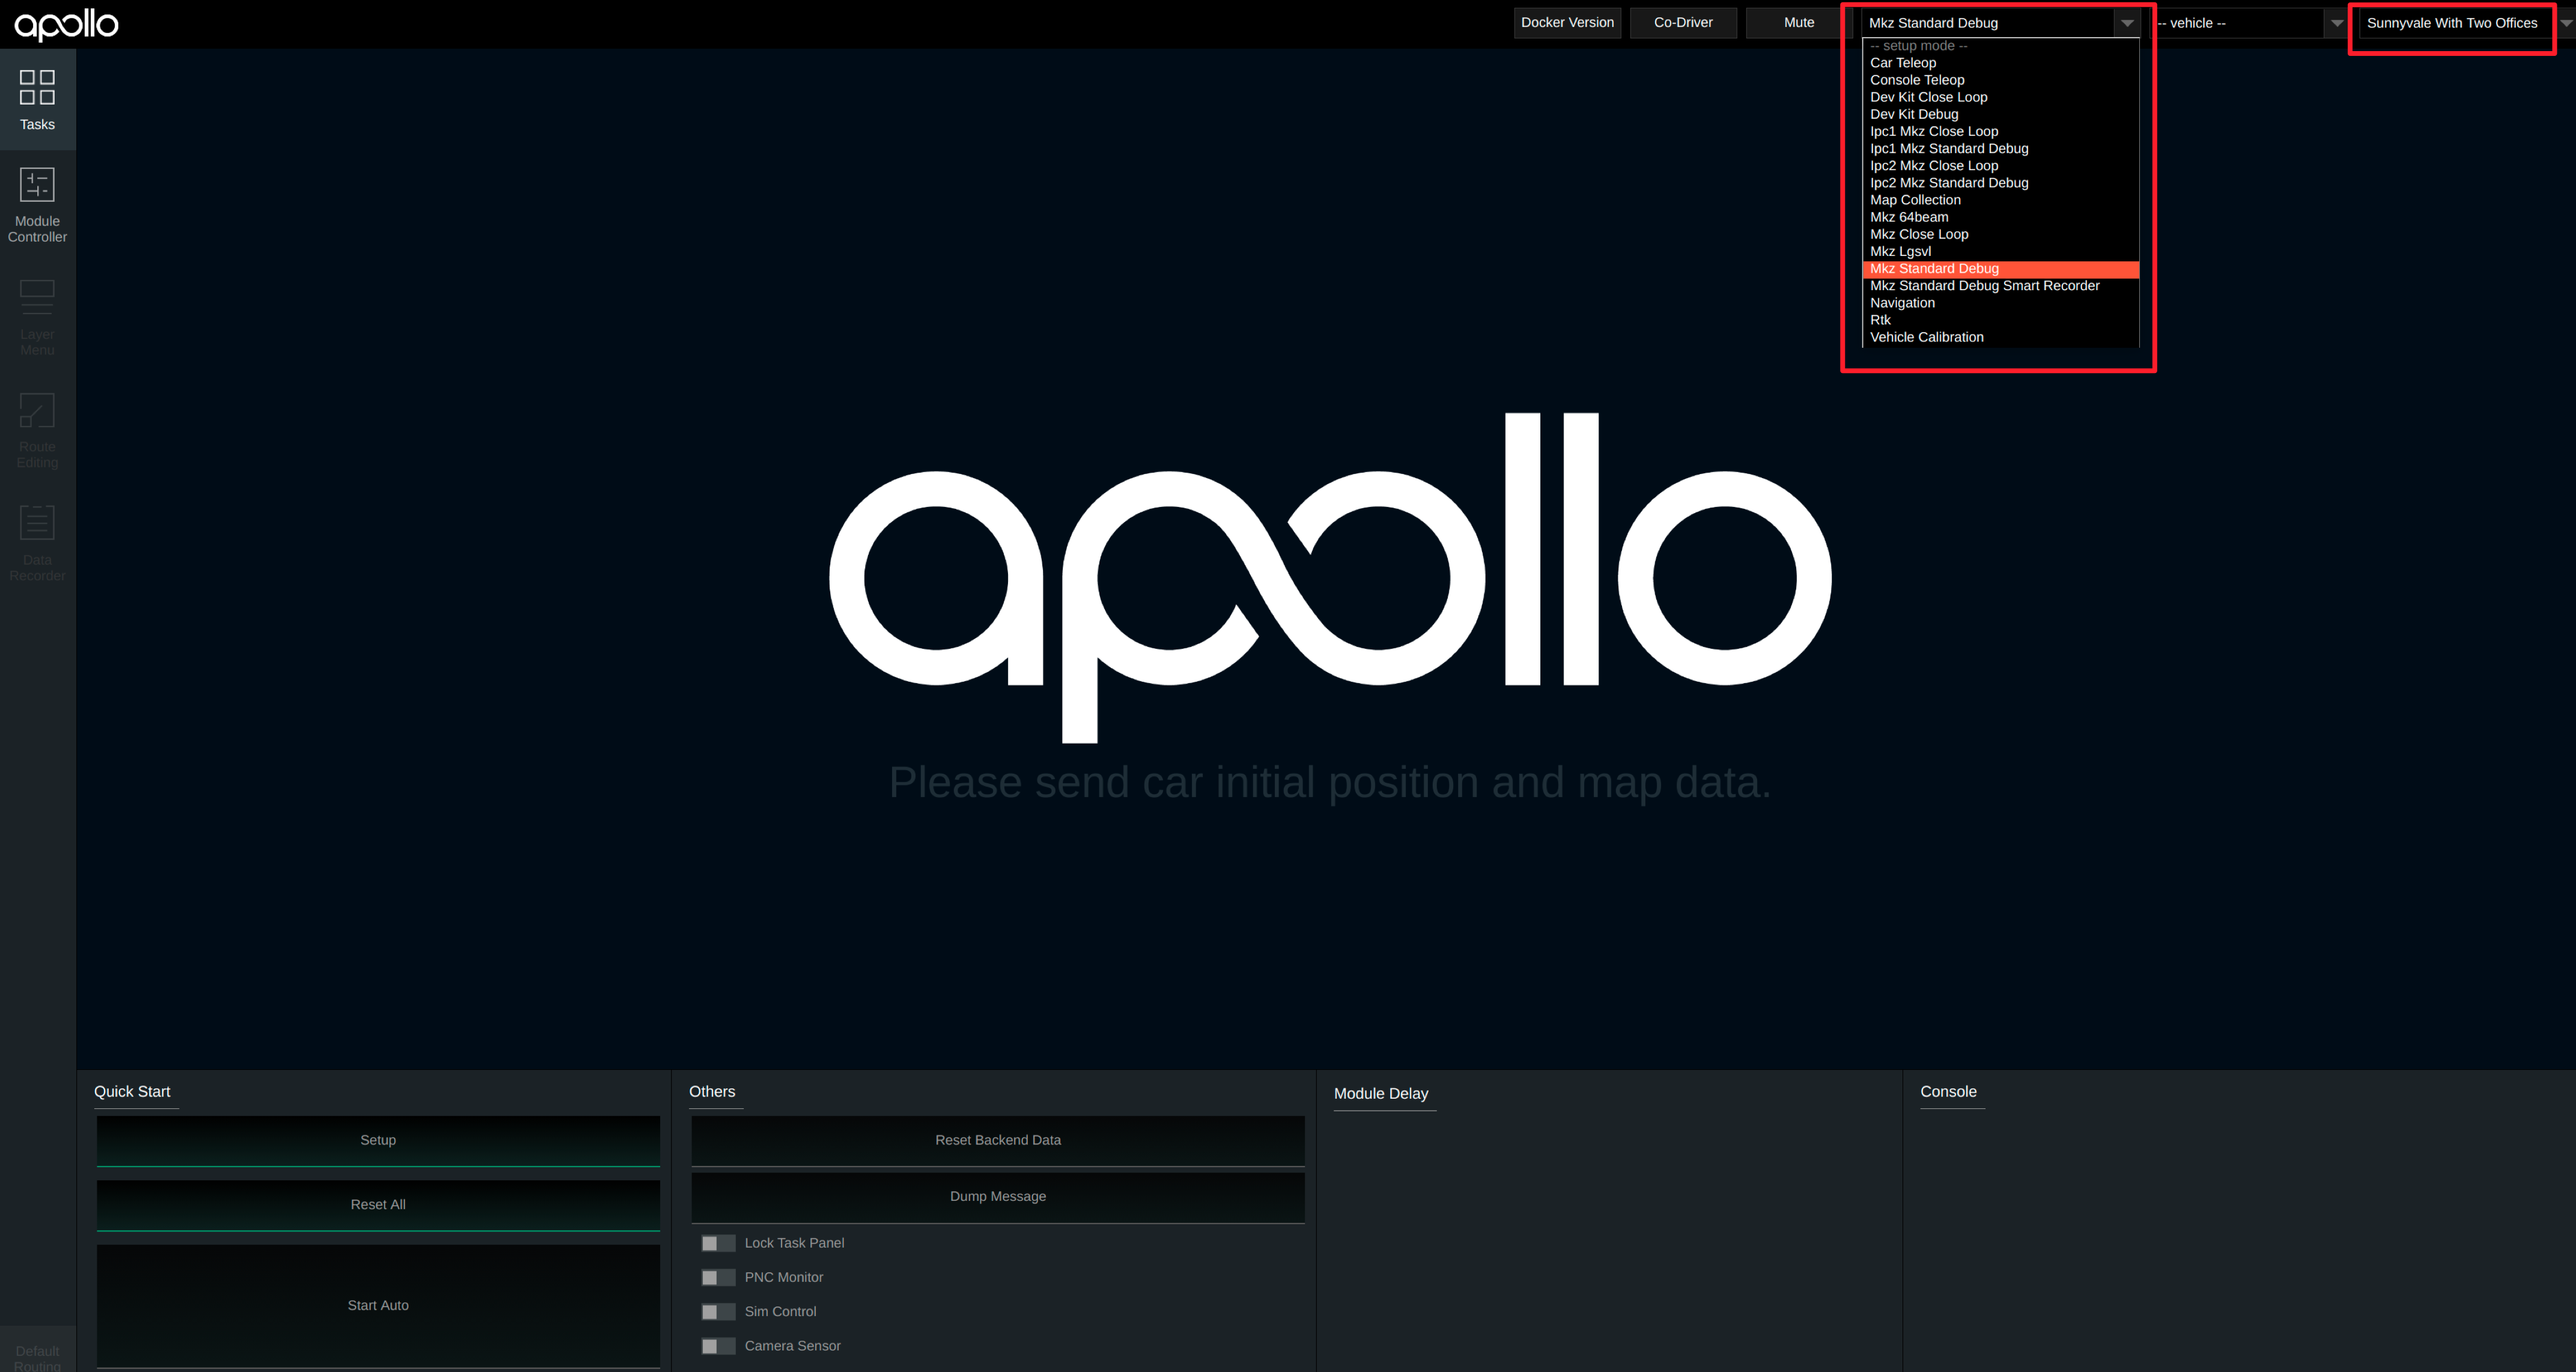 apollo
Docker Version
Co-Driver
Mute
Mkz Standard Debug
-- vehicle --
Sunnyvale With Two Offices
-- setup mode --
Car Teleop
Console Teleop
Dev Kit Close Loop
Dev Kit Debug
Ipc1 Mkz Close Loop
Ipc1 Mkz Standard Debug
Ipc2 Mkz Close Loop
Ipc2 Mkz Standard Debug
Map Collection
Mkz 64beam
Mkz Close Loop
Mkz Lgsvl
Mkz Standard Debug
Mkz Standard Debug Smart Recorder
Navigation
Rtk
Vehicle Calibration
Tasks
Module
Controller
Layer
Menu
Route
Editing
Data
Recorder
Default
Routing
apollo
Please send car initial position and map data.
Quick Start
Setup
Reset All
Start Auto
Others
Reset Backend Data
Dump Message
Lock Task Panel
PNC Monitor
Sim Control
Camera Sensor
Module Delay
Console